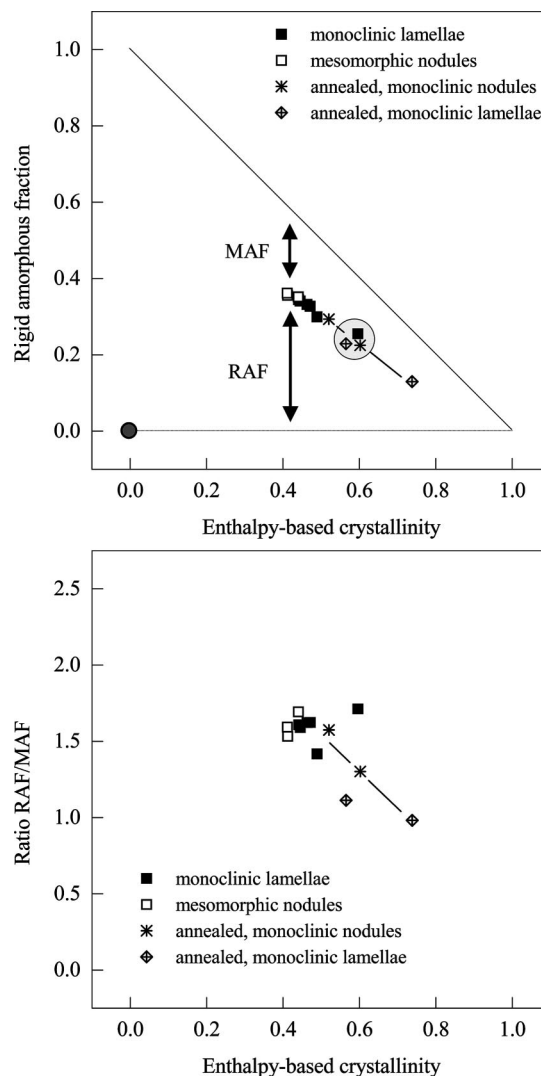 monoclinic lamellae
mesomorphic nodules
annealed, monoclinic nodules
annealed, monoclinic lamellae
1.0
0.8
0.6
0.4
0.2
0.0
Rigid amorphous fraction
MAF
RAF
0.0 0.2 0.4 0.6 0.8 1.0
Enthalpy-based crystallinity
2.5
2.0
1.5
1.0
0.5
0.0
Ratio RAF/MAF
monoclinic lamellae
mesomorphic nodules
annealed, monoclinic nodules
annealed, monoclinic lamellae
0.0 0.2 0.4 0.6 0.8 1.0
Enthalpy-based crystallinity